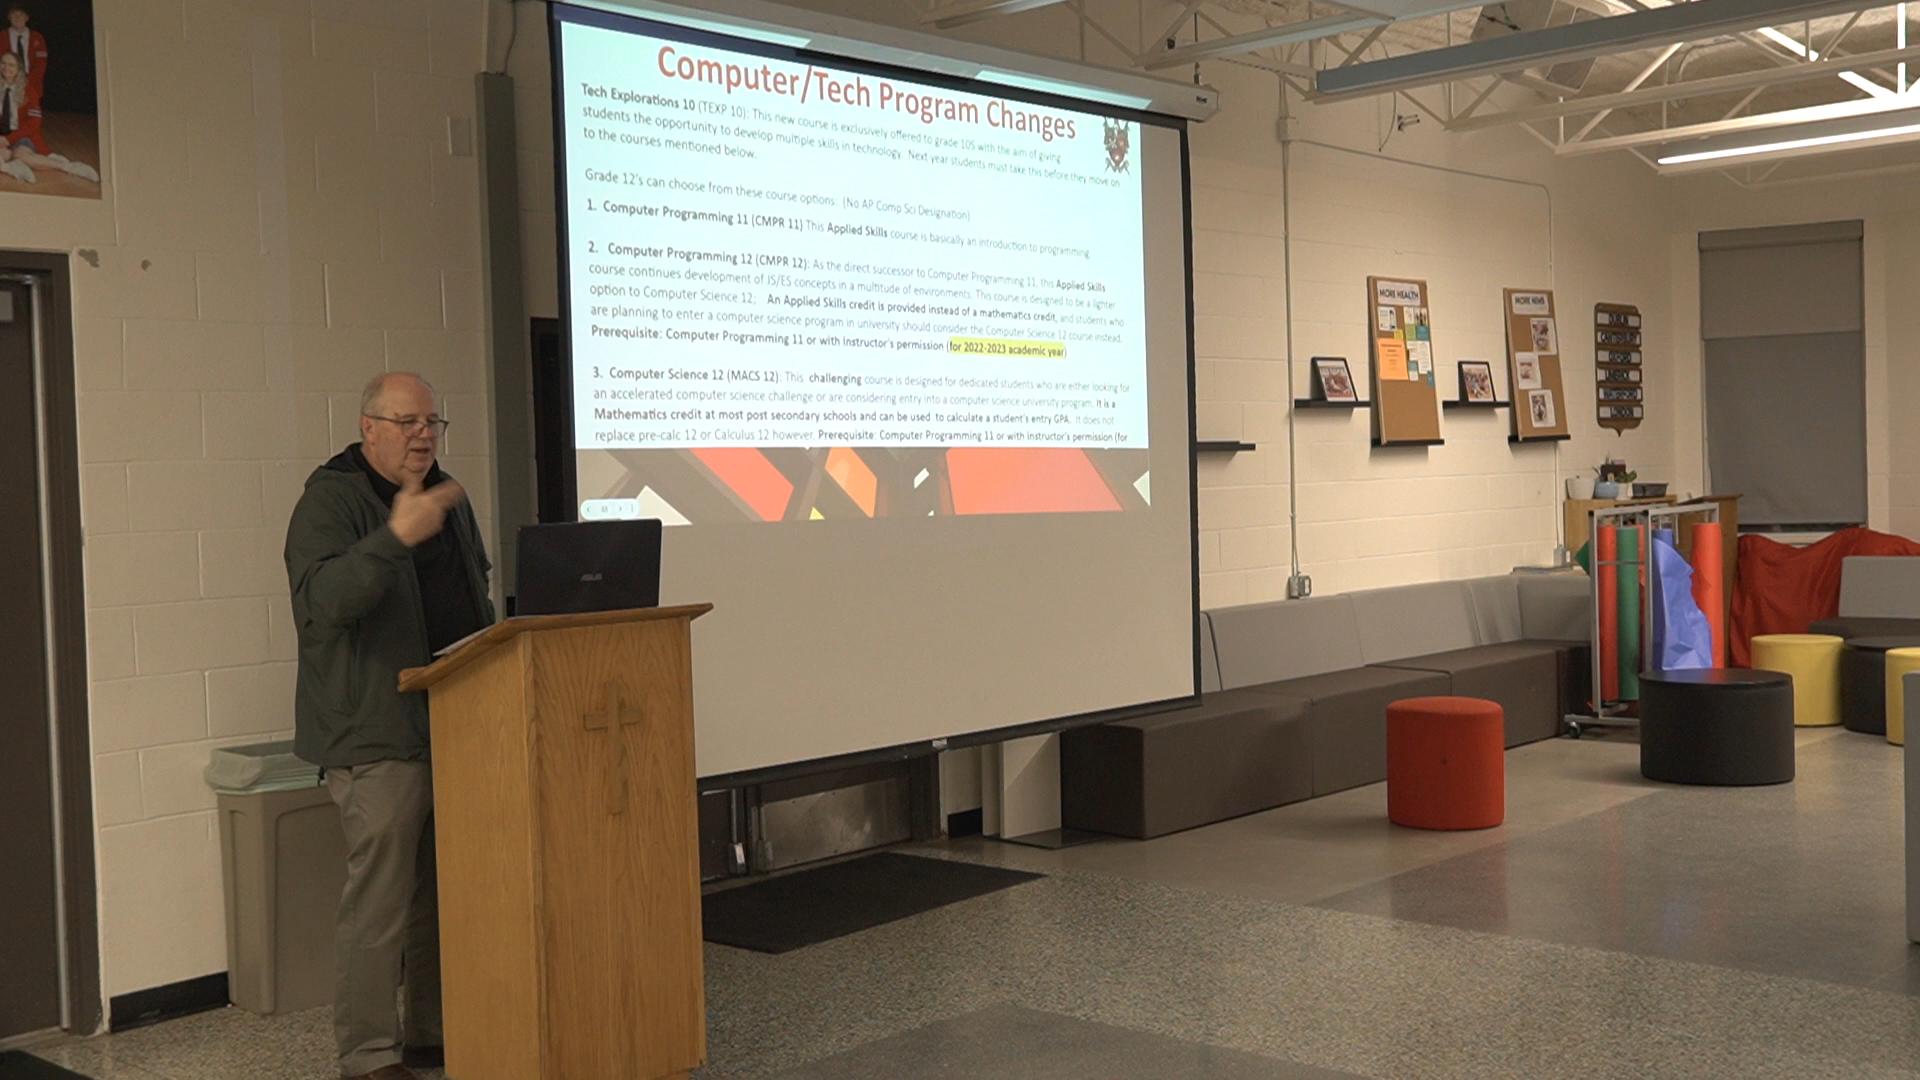 Computer/Tech Program Changes
Tech Explorations 10 (TEXP 10): This new course is exclusively offered to grade 10S with the aim of giving
students the opportunity to develop multiple skills in technology. Next year students must take this before they move on
to the courses mentioned below.
Grade 12's can choose from these course options: (No AP Comp Sci Designation)
1. Computer Programming 11 (CMPR 11) This Applied Skills course is basically an introduction to programming.
2. Computer Programming 12 (CMPR 12): As the direct successor to Computer Programming 11, this Applied Skills
course continues development of JS/ES concepts in a multitude of environments. This course is designed to be a lighter
option to Computer Science 12; An Applied Skills credit is provided instead of a mathematics credit, and students who
are planning to enter a computer science program in university should consider the Computer Science 12 course instead.
Prerequisite: Computer Programming 11 or with Instructor's permission (for 2022-2023 academic year)
3. Computer Science 12 (MACS 12): This challenging course is designed for dedicated students who are either looking for
an accelerated computer science challenge or are considering entry into a computer science university program. It is a
Mathematics credit at most post secondary schools and can be used to calculate a student's entry GPA. It does not
replace pre-calc 12 or Calculus 12 however. Prerequisite: Computer Programming 11 or with Instructor's permission (for
ASUS
MORE HEALTH
MORE NEWS